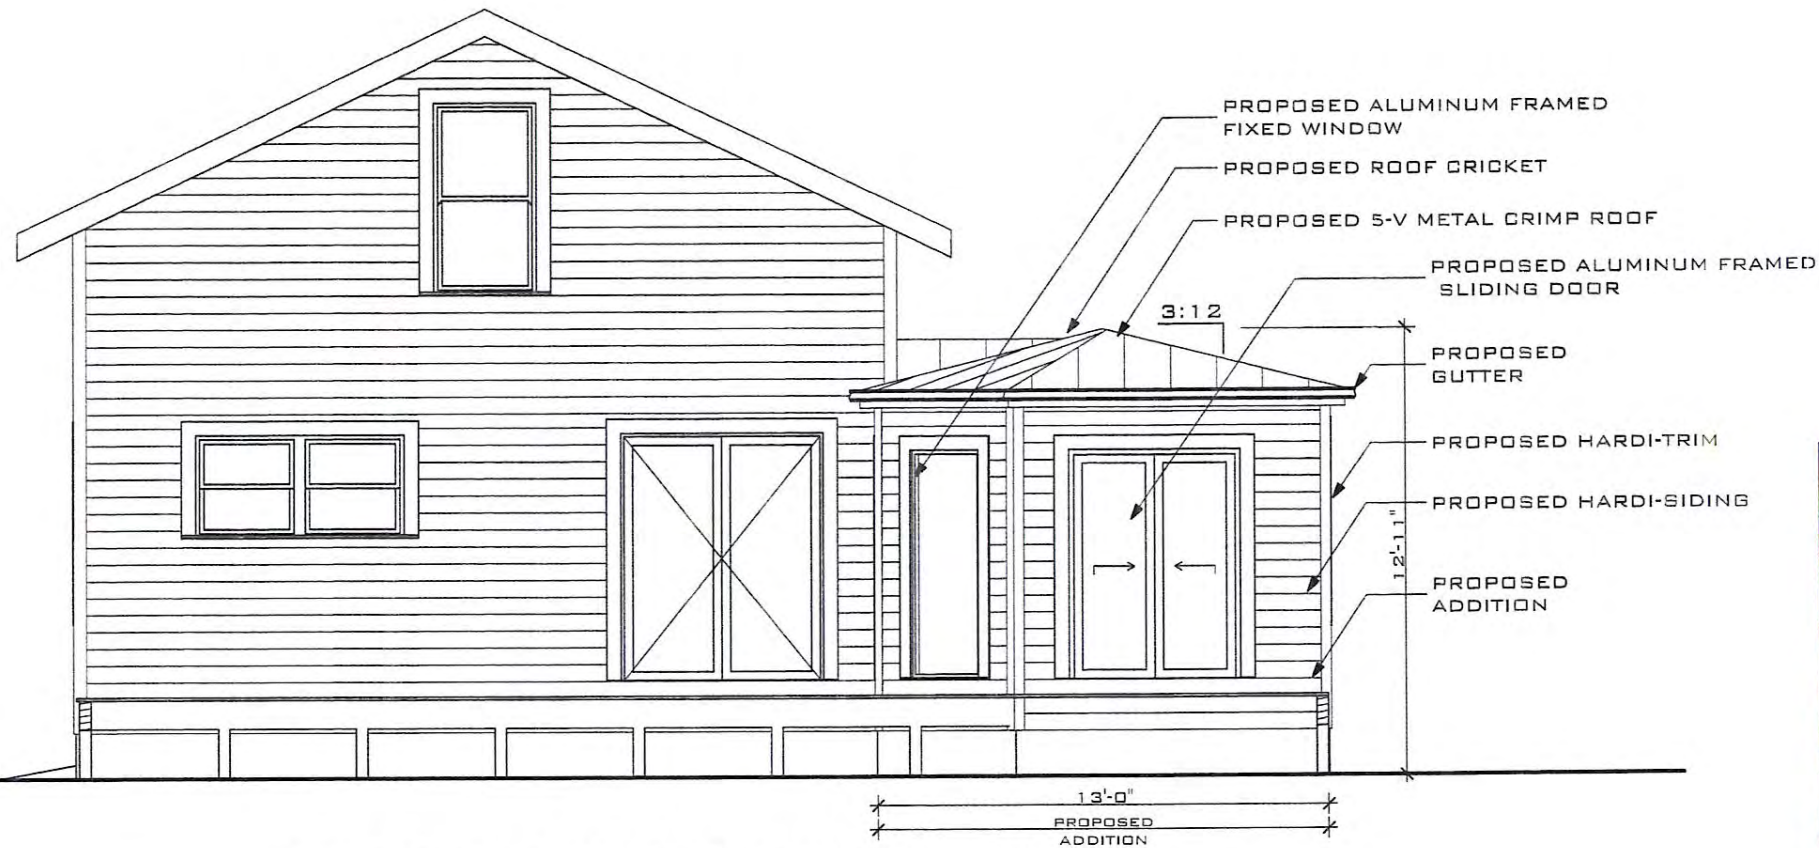 PROPOSED ALUMINUM FRAMED
FIXED WINDOW
PROPOSED ROOF CRICKET
PROPOSED 5-V METAL CRIMP ROOF
PROPOSED ALUMINUM FRAMED
SLIDING DOOR
3:12
PROPOSED
GUTTER
PROPOSED HARDI-TRIM
PROPOSED HARDI-SIDING
12'-11"
PROPOSED
ADDITION
13'-0"
PROPOSED
ADDITION